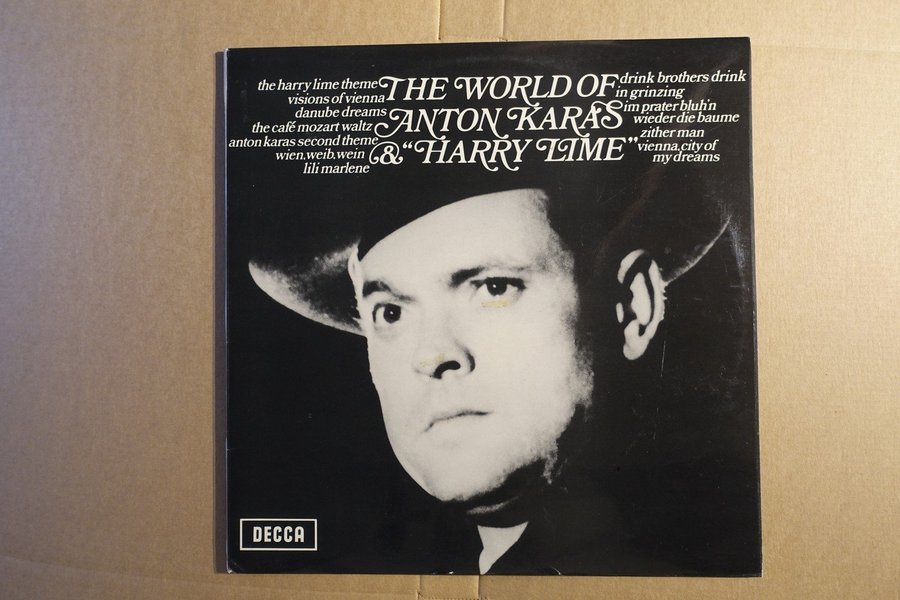 the harry lime theme
visions of vienna
danube dreams
the café mozart waltz
anton karas second theme
wien,weib,wein
lili marlene
THE WORLD OF
ANTON KARAS
& "HARRY LIME"
drink brothers drink
in grinzing
im prater bluh'n
wieder die baume
zither man
vienna,city of
my dreams
DECCA